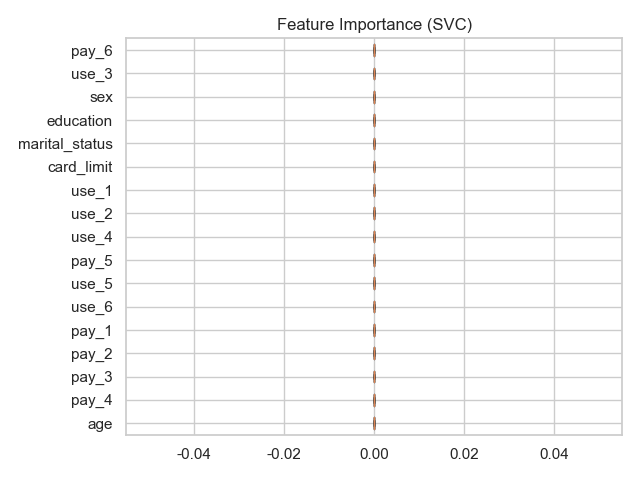 Feature Importance (SVC)
pay_6
use_3
sex
education
marital_status
card_limit
use_1
use_2
use_4
pay_5
use_5
use_6
pay_1
pay_2
pay_3
pay_4
age
-0.04 -0.02 0.00 0.02 0.04